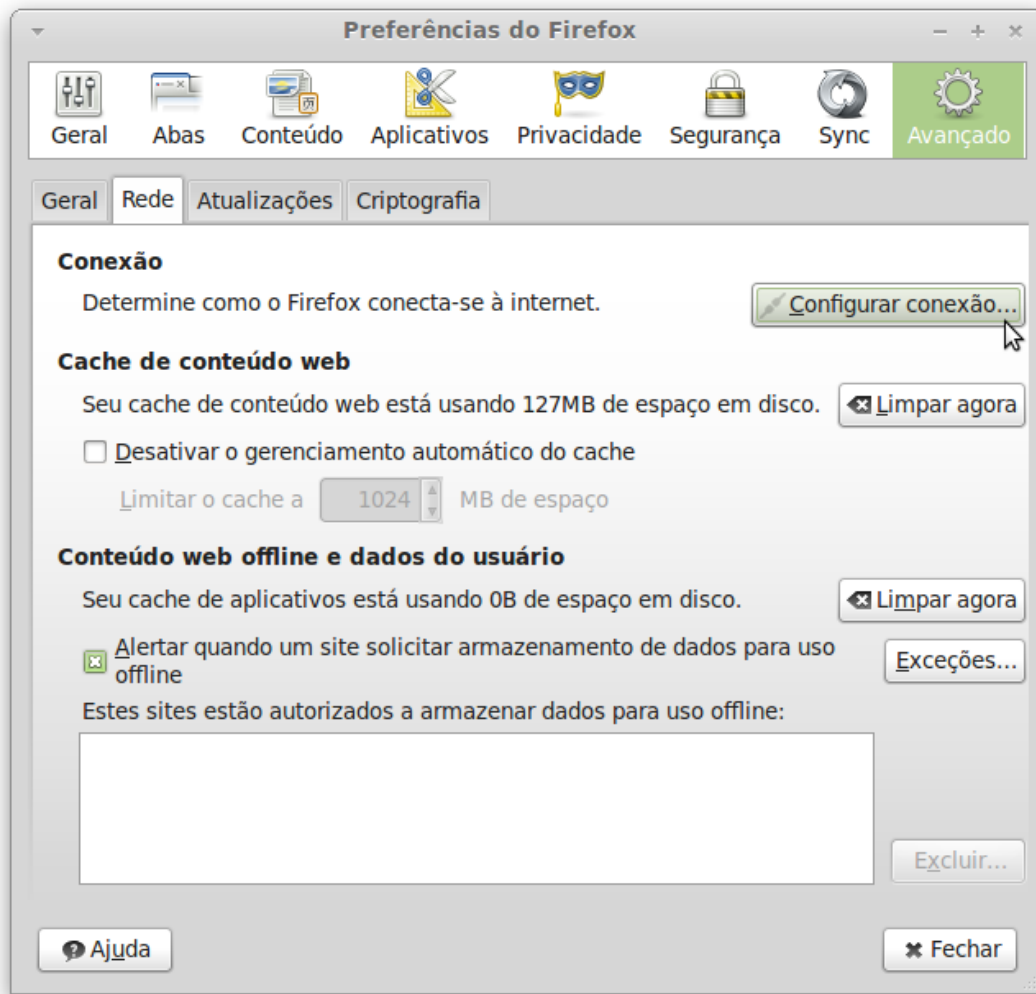 Preferências do Firefox
Geral Abas Conteúdo Aplicativos Privacidade Segurança Sync Avançado
Geral Rede Atualizações Criptografia
Conexão
Determine como o Firefox conecta-se à internet. Configurar conexão...
Cache de conteúdo web
Seu cache de conteúdo web está usando 127MB de espaço em disco. Limpar agora
Desativar o gerenciamento automático do cache
Limitar o cache a 1024 MB de espaço
Conteúdo web offline e dados do usuário
Seu cache de aplicativos está usando 0B de espaço em disco. Limpar agora
Alertar quando um site solicitar armazenamento de dados para uso
offline
Exceções...
Estes sites estão autorizados a armazenar dados para uso offline:
Excluir...
Ajuda Fechar